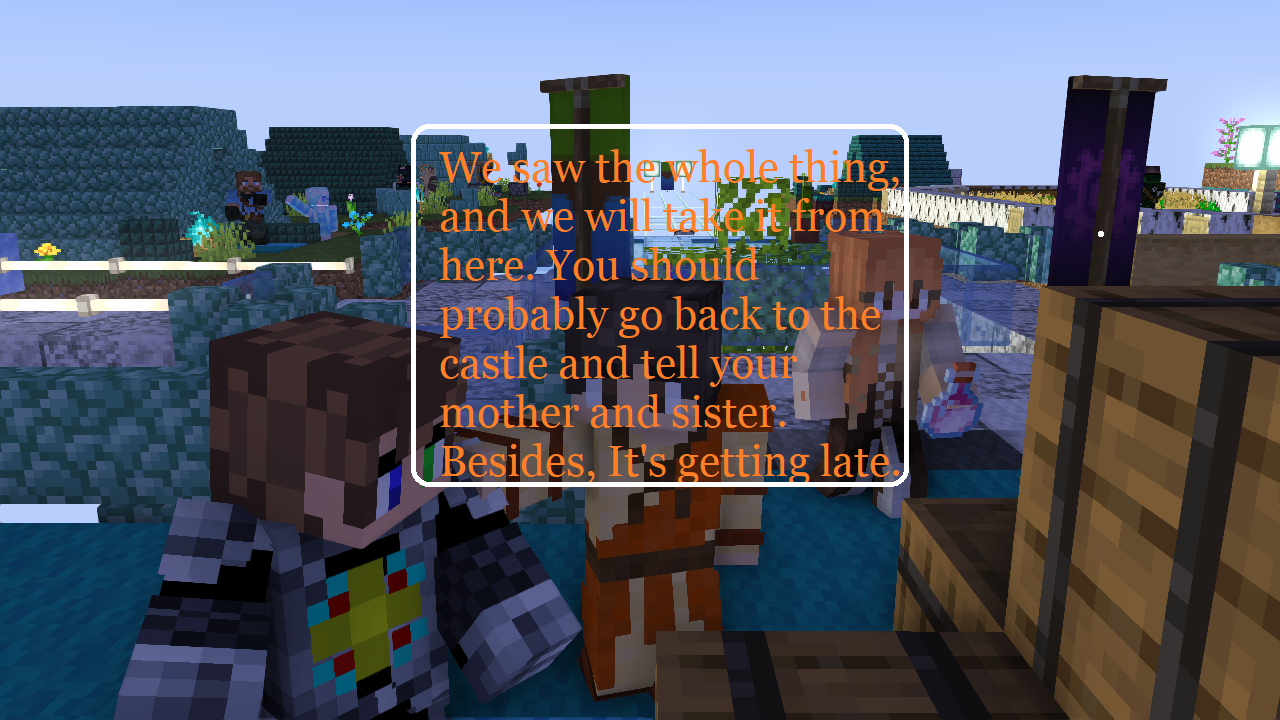 We saw the whole thing,
and we will take it from
here. You should
probably go back to the
castle and tell your
mother and sister.
Besides, It's getting late.